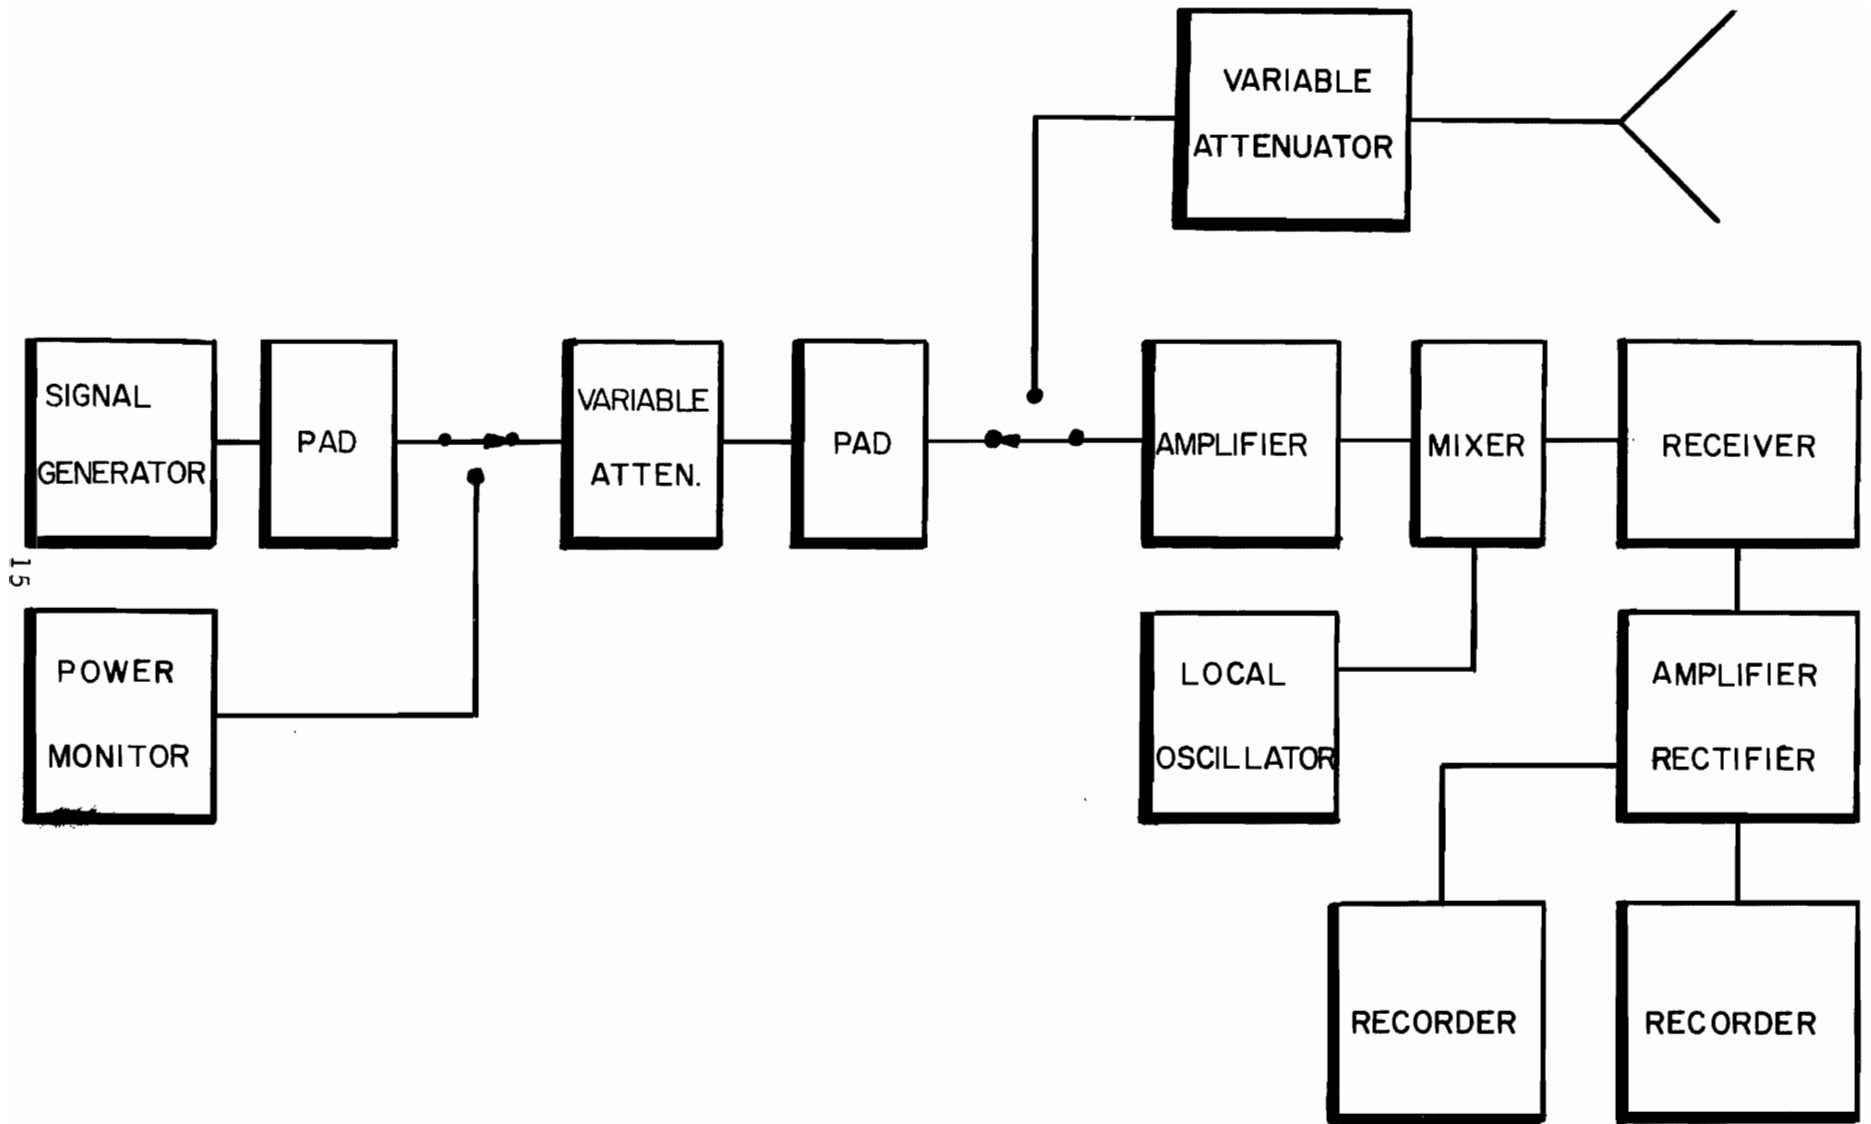 VARIABLE
ATTENUATOR
SIGNAL
GENERATOR
PAD
VARIABLE
ATTEN.
PAD
AMPLIFIER
MIXER
RECEIVER
15
POWER
MONITOR
LOCAL
OSCILLATOR
AMPLIFIER
RECTIFIER
RECORDER
RECORDER